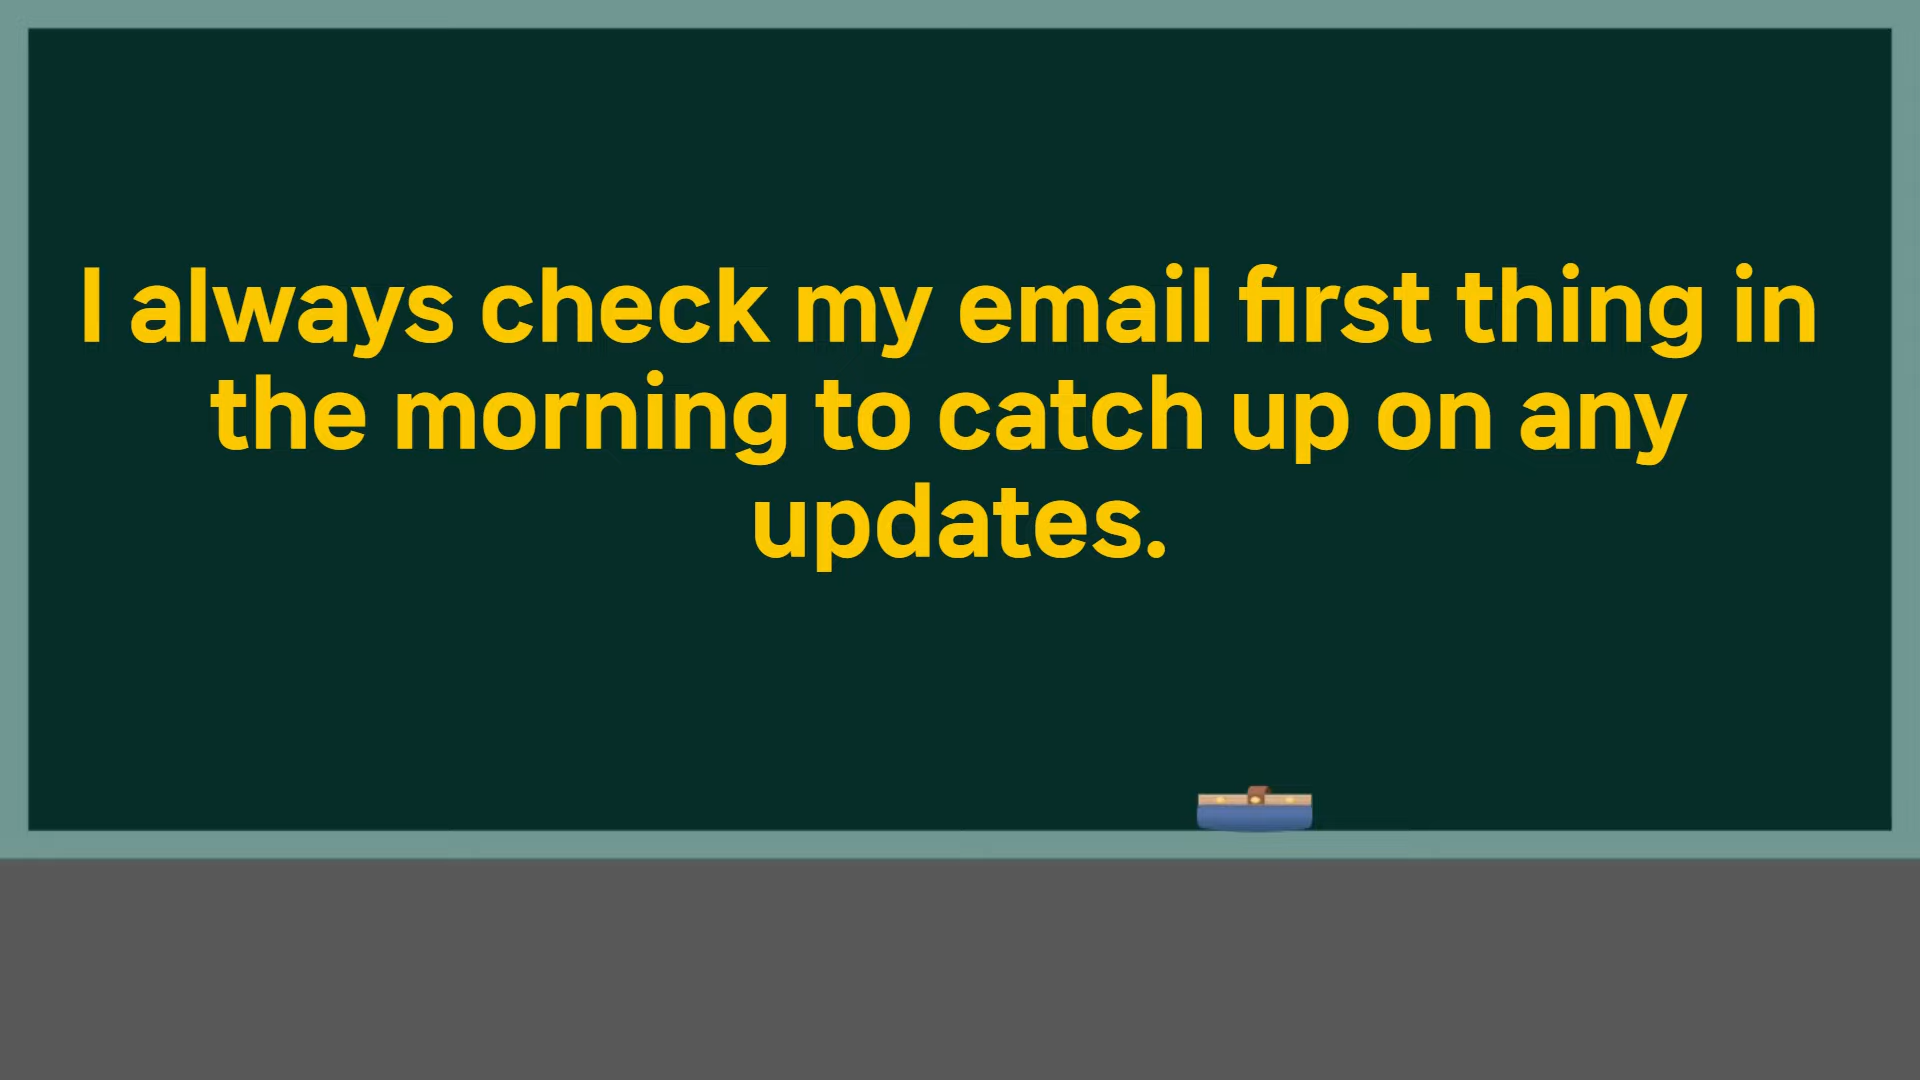 I always check my email first thing in
the morning to catch up on any
updates.